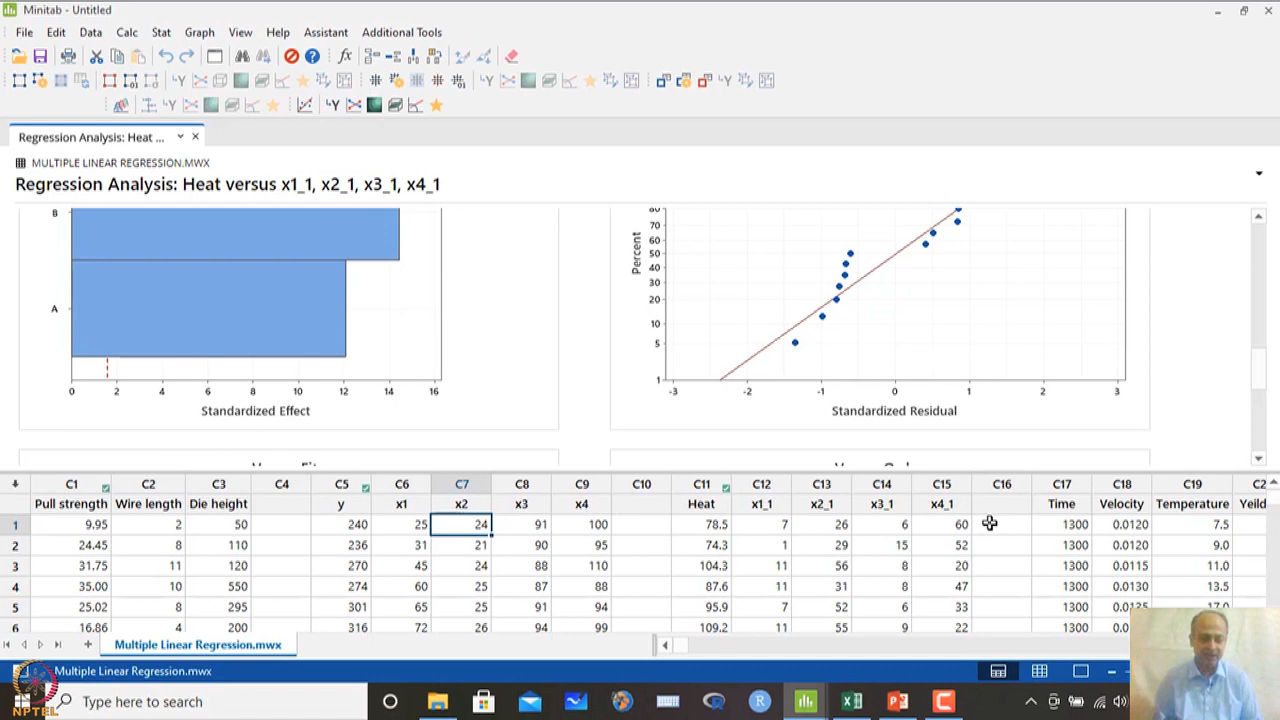 Minitab - Untitled
File Edit Data Calc Stat Graph View Help Assistant Additional Tools
Regression Analysis: Heat ...
MULTIPLE LINEAR REGRESSION.MWX
Regression Analysis: Heat versus x1_1, x2_1, x3_1, x4_1
B
A
0 2 4 6 8 10 12 14 16
Standardized Effect
Percent
80
70
60
50
40
30
20
10
5
1
-3 -2 -1 0 1 2 3
Standardized Residual
C1 C2 C3 C4 C5 C6 C7 C8 C9 C10 C11 C12 C13 C14 C15 C16 C17 C18 C19 C2
Pull strength Wire length Die height y x1 x2 x3 x4 Heat x1_1 x2_1 x3_1 x4_1 Time Velocity Temperature Yeild
1 9.95 2 50 240 25 24 91 100 78.5 7 26 6 60 1300 0.0120 7.5
2 24.45 8 110 236 31 21 90 95 74.3 1 29 15 52 1300 0.0120 9.0
3 31.75 11 120 270 45 24 88 110 104.3 11 56 8 20 1300 0.0115 11.0
4 35.00 10 550 274 60 25 87 88 87.6 11 31 8 47 1300 0.0130 13.5
5 25.02 8 295 301 65 25 91 94 95.9 7 52 6 33 1300 0.0135 17.0
6 16.86 4 200 316 72 26 94 99 109.2 11 55 9 22 1300
Multiple Linear Regression.mwx
Multiple Linear Regression.mwx
NPTEL
Type here to search